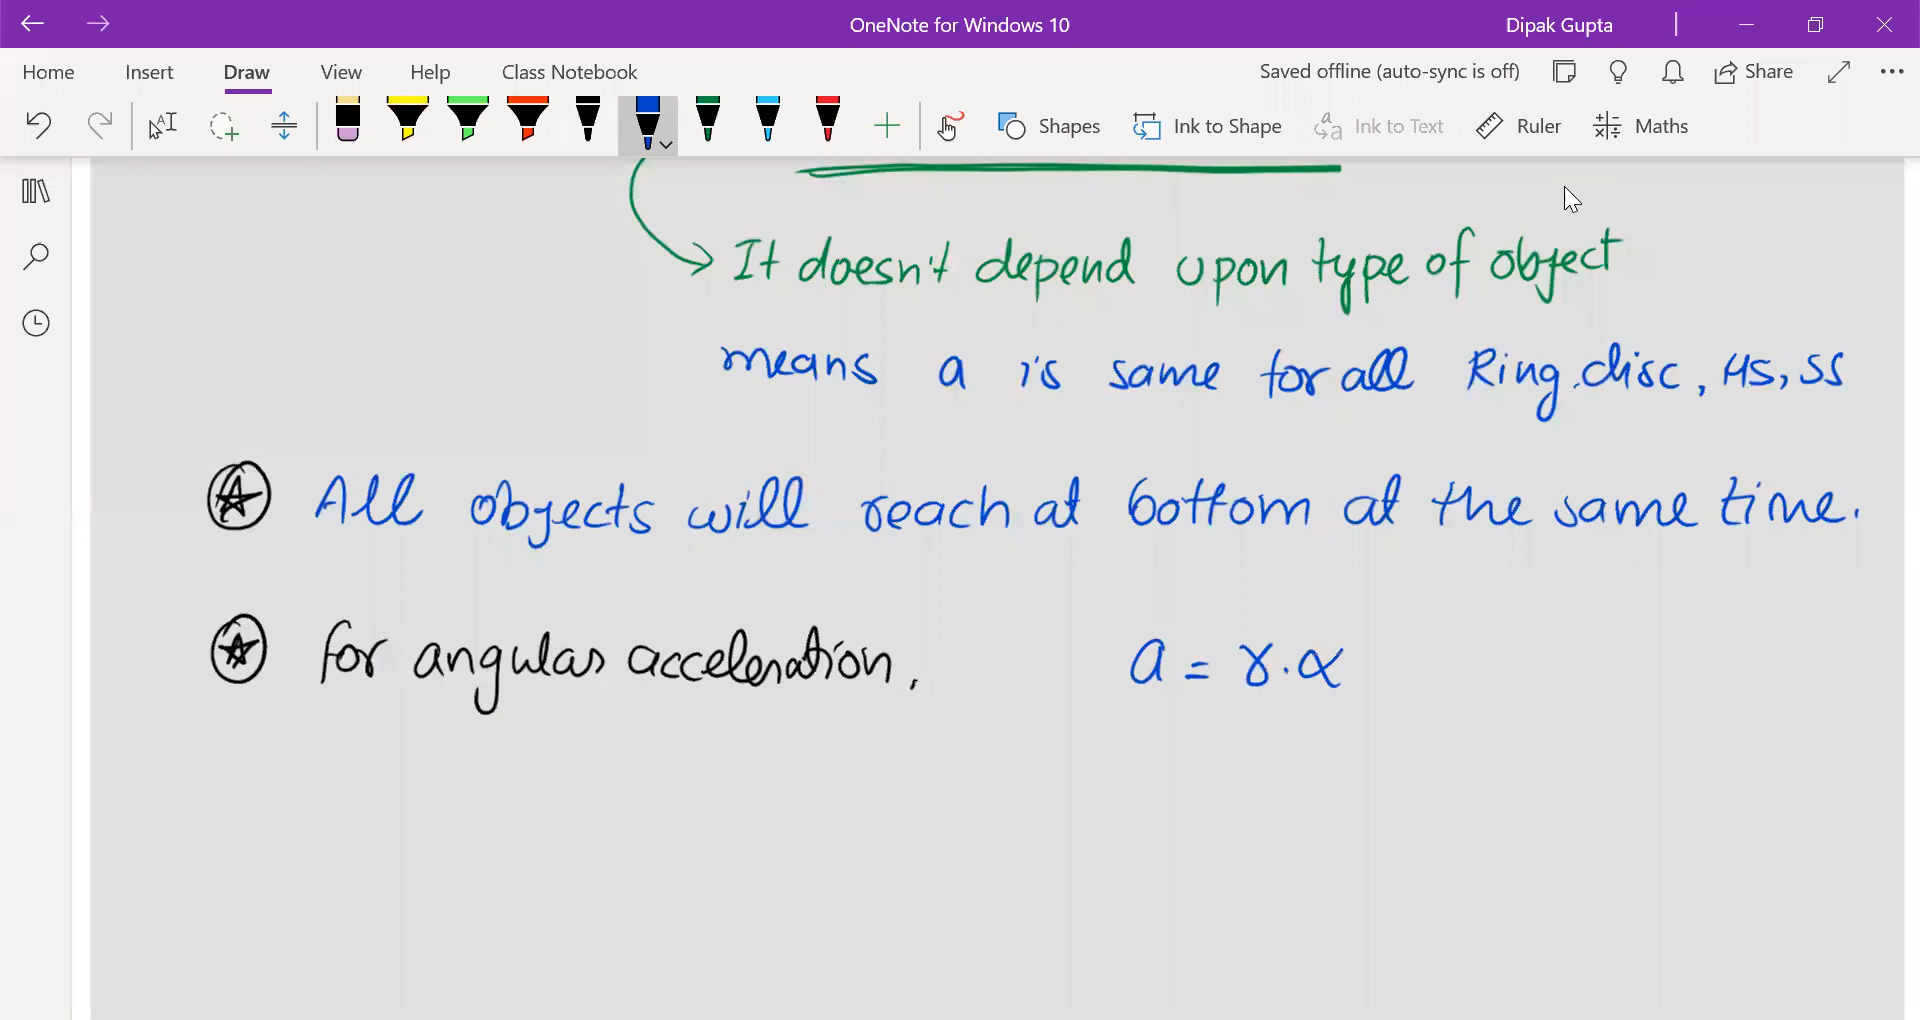 OneNote for Windows 10
Dipak Gupta
Home Insert Draw View Help Class Notebook
Saved offline (auto-sync is off) Share
Shapes Ink to Shape Ink to Text Ruler Maths
It doesn't depend upon type of object
means a is same for all Ring, disc, HS, SS
All objects will reach at bottom at the same time.
for angular acceleration, a = r.α